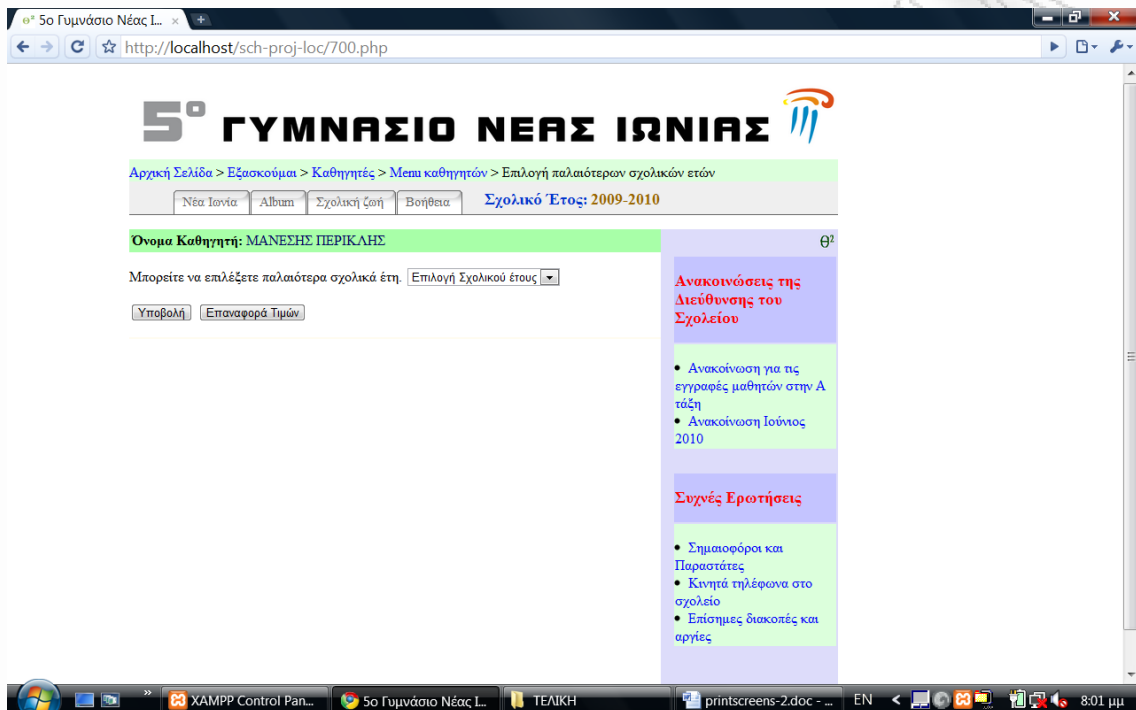 θ² 5ο Γυμνάσιο Νέας Ι...
http://localhost/sch-proj-loc/700.php
5° ΓΥΜΝΑΣΙΟ ΝΕΑΣ ΙΩΝΙΑΣ
Αρχική Σελίδα > Εξασκούμαι > Καθηγητές > Menu καθηγητών > Επιλογή παλαιότερων σχολικών ετών
Νέα Ιωνία Album Σχολική ζωή Βοήθεια Σχολικό Έτος: 2009-2010
Όνομα Καθηγητή: ΜΑΝΕΣΗΣ ΠΕΡΙΚΛΗΣ
θ²
Μπορείτε να επιλέξετε παλαιότερα σχολικά έτη. Επιλογή Σχολικού έτους
Υποβολή Επαναφορά Τιμών
Ανακοινώσεις της
Διεύθυνσης του
Σχολείου
• Ανακοίνωση για τις
εγγραφές μαθητών στην Α
τάξη
• Ανακοίνωση Ιούνιος
2010
Συχνές Ερωτήσεις
• Σημαιοφόροι και
Παραστάτες
• Κινητά τηλέφωνα στο
σχολείο
• Επίσημες διακοπές και
αργίες
XAMPP Control Pan... 5ο Γυμνάσιο Νέας Ι... ΤΕΛΙΚΗ printscreens-2.doc - ... EN 8:01 μμ